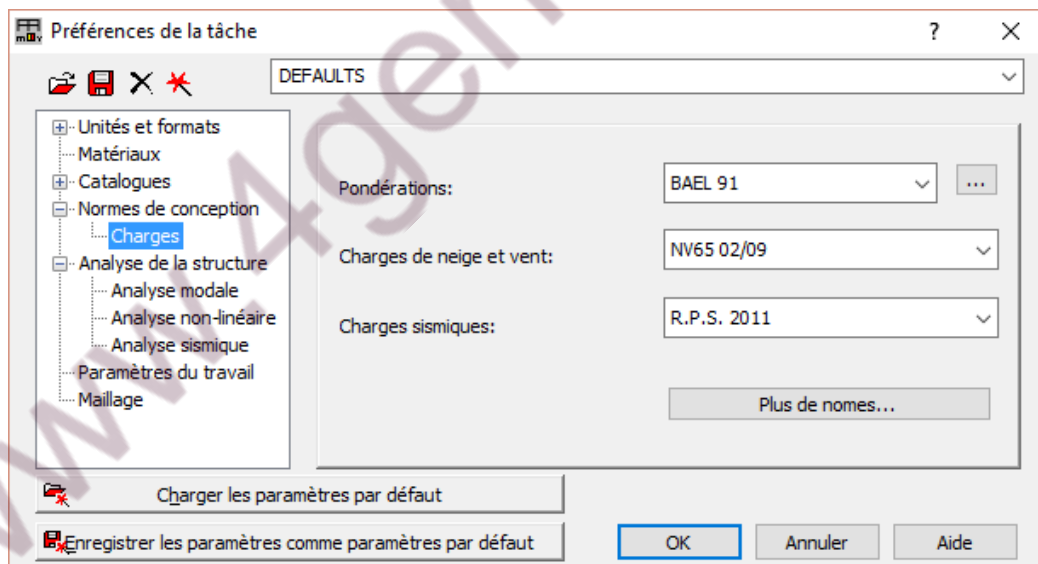 Préférences de la tâche
?
DEFAULTS
Unités et formats
Matériaux
Catalogues
Normes de conception
Charges
Analyse de la structure
Analyse modale
Analyse non-linéaire
Analyse sismique
Paramètres du travail
Maillage
Pondérations:
BAEL 91
...
Charges de neige et vent:
NV65 02/09
Charges sismiques:
R.P.S. 2011
Plus de nomes...
Charger les paramètres par défaut
Enregistrer les paramètres comme paramètres par défaut
OK
Annuler
Aide
www.4gen